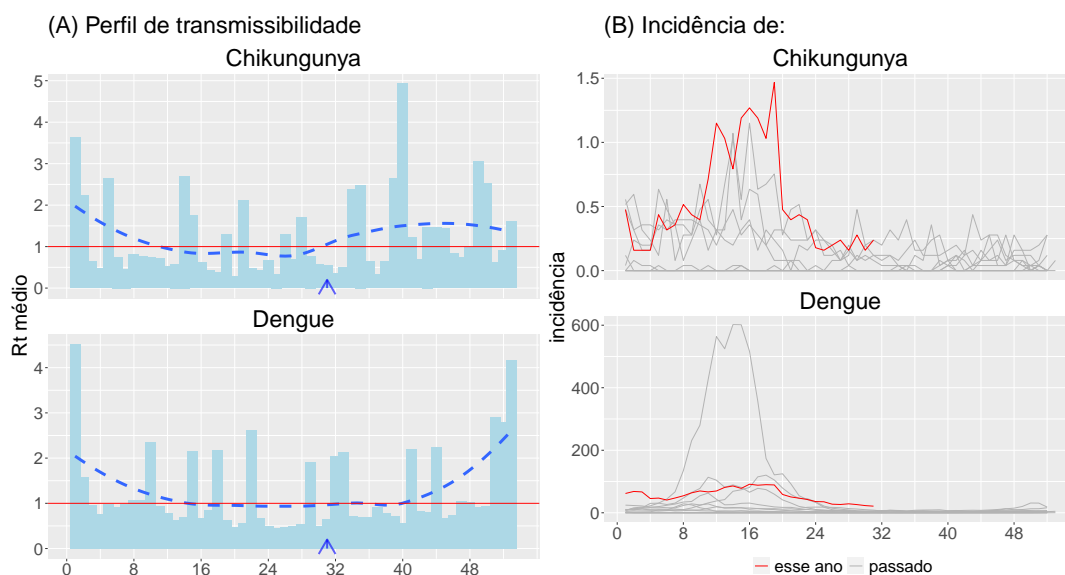 (A) Perfil de transmissibilidade
Chikungunya
5
4
3
2
1
0
Dengue
4
3
2
1
0
0 8 16 24 32 40 48
Rt médio
(B) Incidência de:
Chikungunya
1.5
1.0
0.5
0.0
Dengue
600
400
200
0
0 8 16 24 32 40 48
incidência
esse ano passado